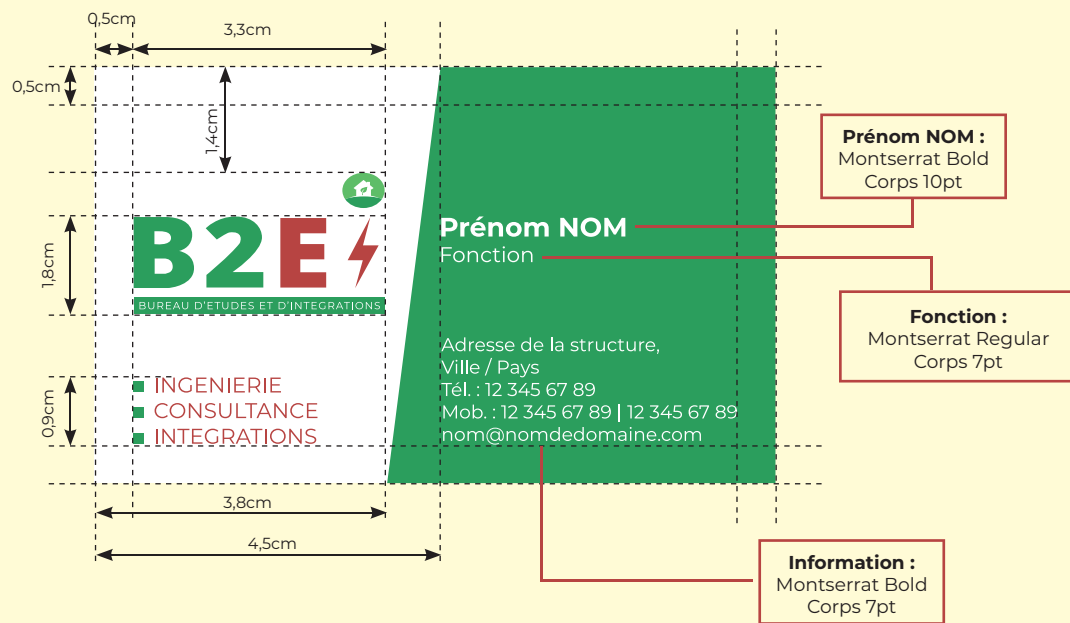 0,5cm
3,3cm
0,5cm
1,4cm
Prénom NOM :
Montserrat Bold
Corps 10pt
1,8cm
B2E
BUREAU D'ETUDES ET D'INTEGRATIONS
Prénom NOM
Fonction
Fonction :
Montserrat Regular
Corps 7pt
Adresse de la structure,
Ville / Pays
Tél. : 12 345 67 89
Mob. : 12 345 67 89 | 12 345 67 89
nom@nomdedomaine.com
0,9cm
INGENIERIE
CONSULTANCE
INTEGRATIONS
3,8cm
4,5cm
Information :
Montserrat Bold
Corps 7pt